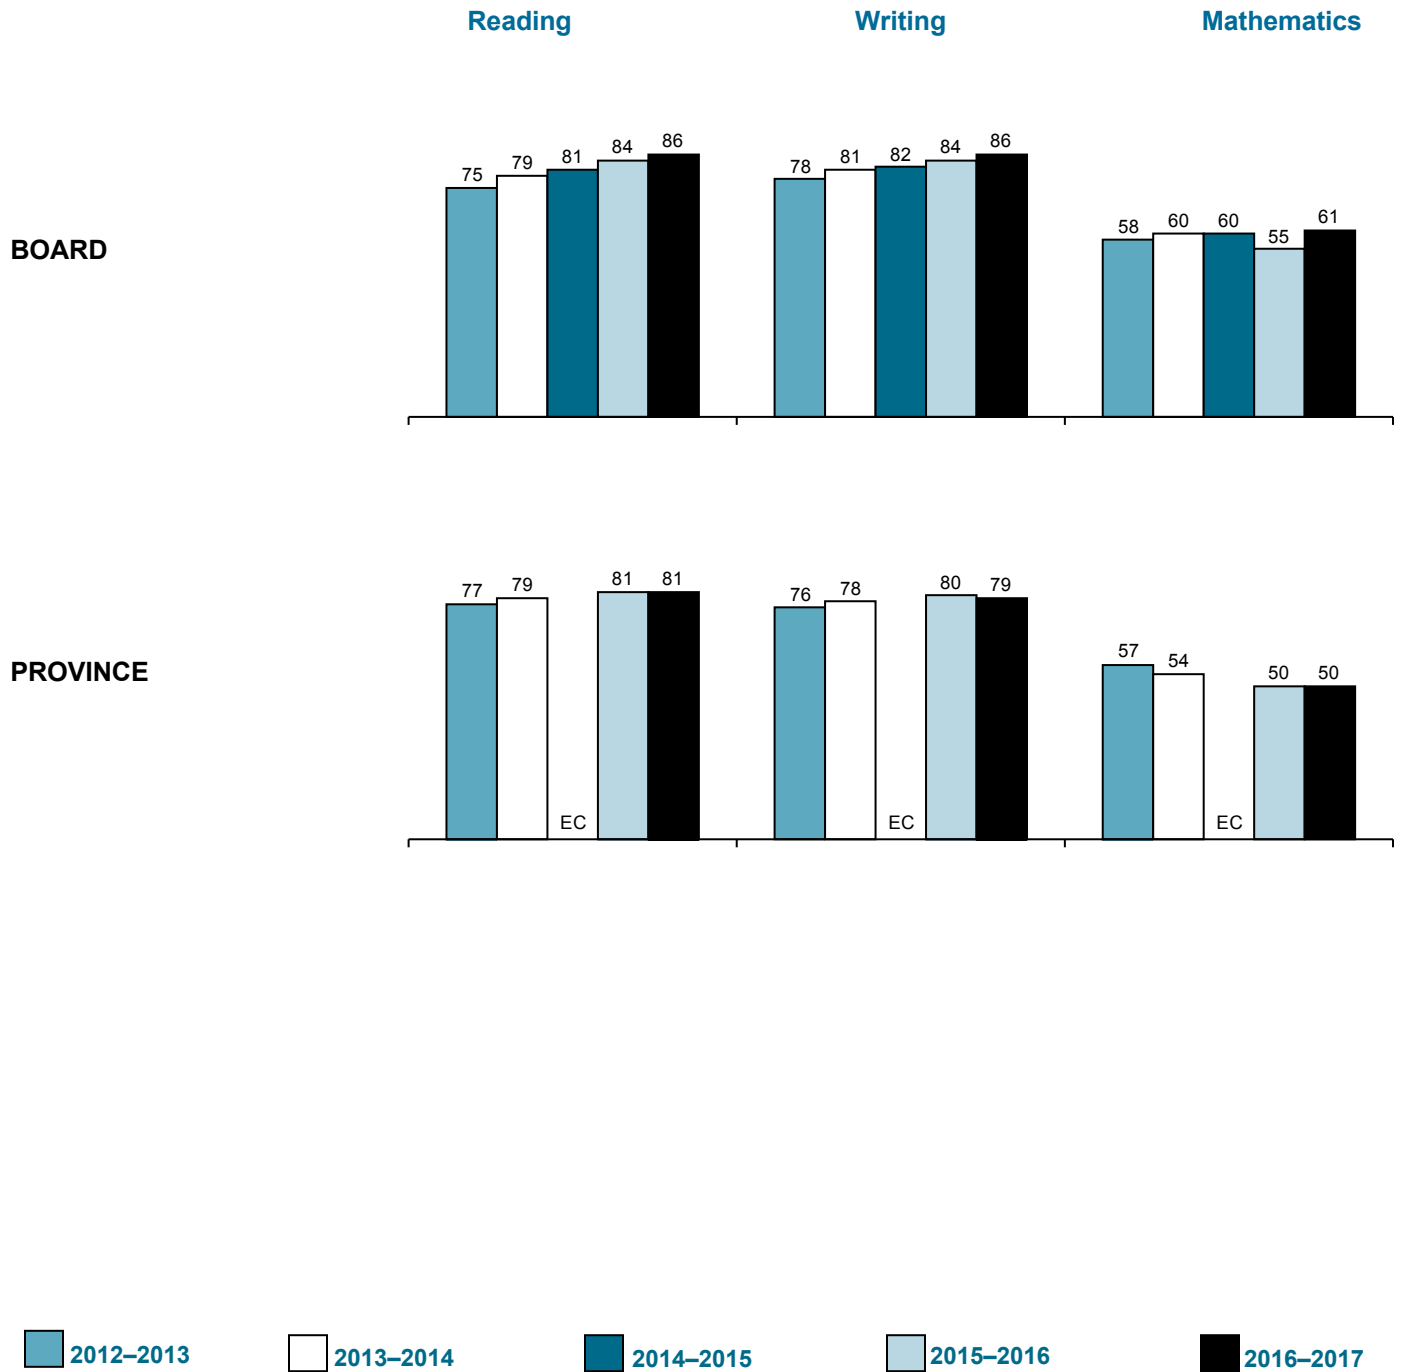 Reading Writing Mathematics
75 79 81 84 86 78 81 82 84 86 58 60 60 55 61
BOARD
77 79 EC 81 81 76 78 EC 80 79 57 54 EC 50 50
PROVINCE
2012–2013 2013–2014 2014–2015 2015–2016 2016–2017